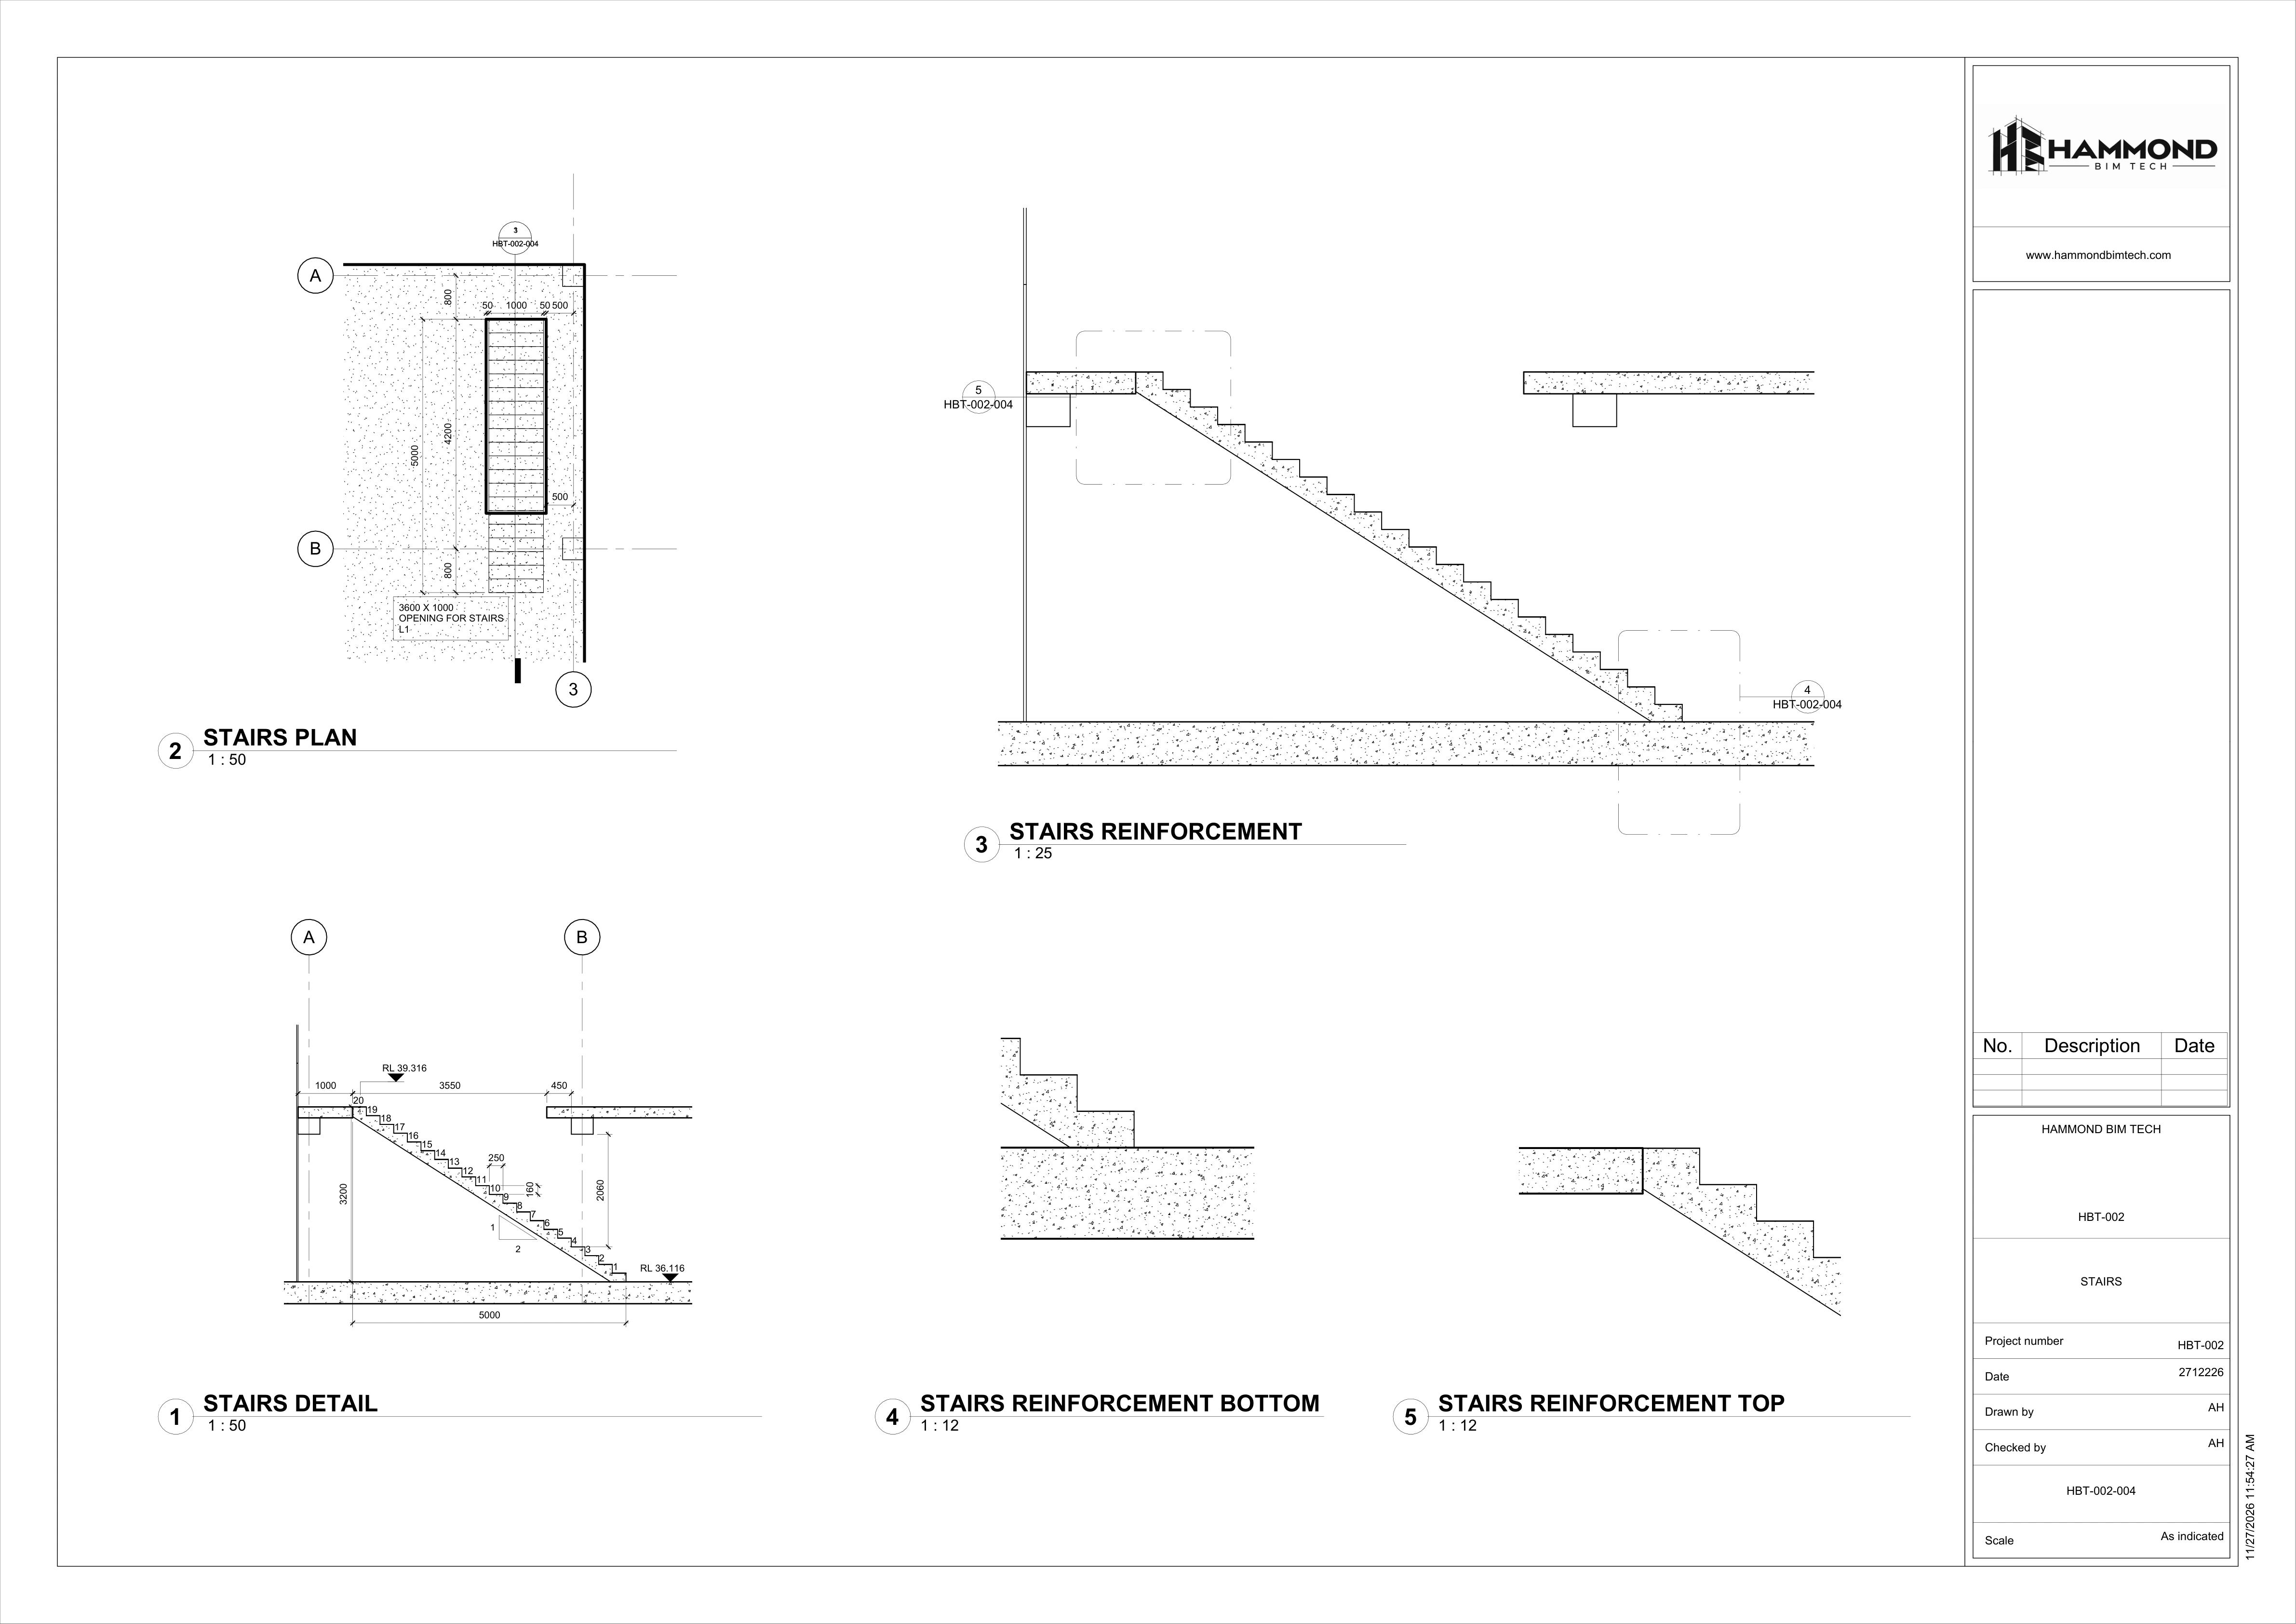 3
HBT-002-004
A
800
50 1000 50 500
4200
5000
500
B
800
3600 X 1000
OPENING FOR STAIRS
L1
3
2 STAIRS PLAN
1 : 50
5
HBT-002-004
4
HBT-002-004
3 STAIRS REINFORCEMENT
1 : 25
A B
RL 39.316
1000 3550 450
20
19
18
17
16
15
14
13
12
11
10
9
8
7
6
5
4
3
2
1
250
160
3200
2060
1
2
RL 36.116
5000
1 STAIRS DETAIL
1 : 50
4 STAIRS REINFORCEMENT BOTTOM
1 : 12
5 STAIRS REINFORCEMENT TOP
1 : 12
HAMMOND
BIM TECH
www.hammondbimtech.com
No. Description Date
HAMMOND BIM TECH
HBT-002
STAIRS
Project number HBT-002
Date 2712226
Drawn by AH
Checked by AH
HBT-002-004
Scale As indicated
11/27/2026 11:54:27 AM